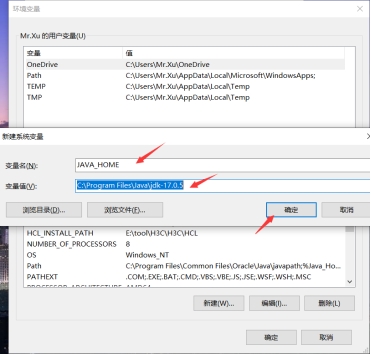 环境变量
Mr.Xu 的用户变量(U)
变量 值
OneDrive C:\Users\Mr.Xu\OneDrive
Path C:\Users\Mr.Xu\AppData\Local\Microsoft\WindowsApps;
TEMP C:\Users\Mr.Xu\AppData\Local\Temp
TMP C:\Users\Mr.Xu\AppData\Local\Temp
新建系统变量
变量名(N): JAVA_HOME
变量值(V): C:\Program Files\Java\jdk-17.0.5
浏览目录(D)... 浏览文件(F)... 确定 取消
HCL_INSTALL_PATH E:\tool\H3C\H3C\HCL
NUMBER_OF_PROCESSORS 8
OS Windows_NT
Path C:\Program Files\Common Files\Oracle\Java\javapath;%Java_Ho...
PATHEXT .COM;.EXE;.BAT;.CMD;.VBS;.VBE;.JS;.JSE;.WSF;.WSH;.MSC
PROCESSOR_ARCHITECTURE AMD64
新建(W)... 编辑(I)... 删除(L)
确定 取消